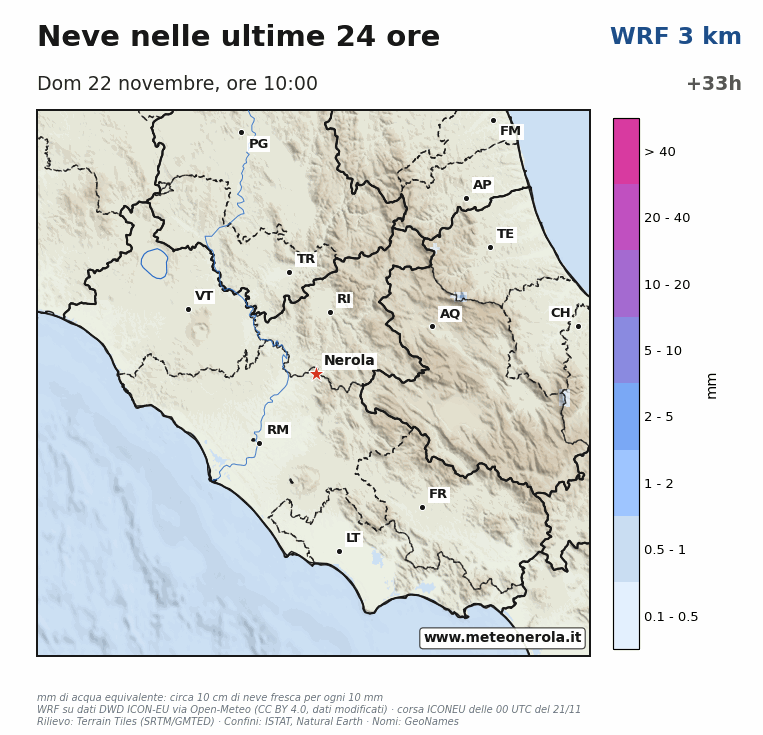 Neve nelle ultime 24 ore
WRF 3 km
Dom 22 novembre, ore 10:00
+33h
FM
PG
AP
TE
TR
VT
RI
AQ
CH
Nerola
RM
FR
LT
www.meteonerola.it
> 40
20 - 40
10 - 20
5 - 10
2 - 5
1 - 2
0.5 - 1
0.1 - 0.5
mm
mm di acqua equivalente: circa 10 cm di neve fresca per ogni 10 mm
WRF su dati DWD ICON-EU via Open-Meteo (CC BY 4.0, dati modificati) · corsa ICONEU delle 00 UTC del 21/11
Rilievo: Terrain Tiles (SRTM/GMTED) · Confini: ISTAT, Natural Earth · Nomi: GeoNames